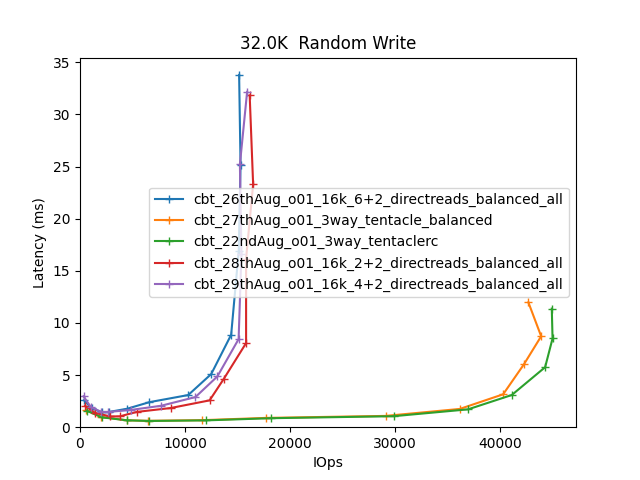 32.0K  Random Write
35
30
25
20
15
10
5
0
Latency (ms)
cbt_26thAug_o01_16k_6+2_directreads_balanced_all
cbt_27thAug_o01_3way_tentacle_balanced
cbt_22ndAug_o01_3way_tentaclerc
cbt_28thAug_o01_16k_2+2_directreads_balanced_all
cbt_29thAug_o01_16k_4+2_directreads_balanced_all
0 10000 20000 30000 40000
IOps